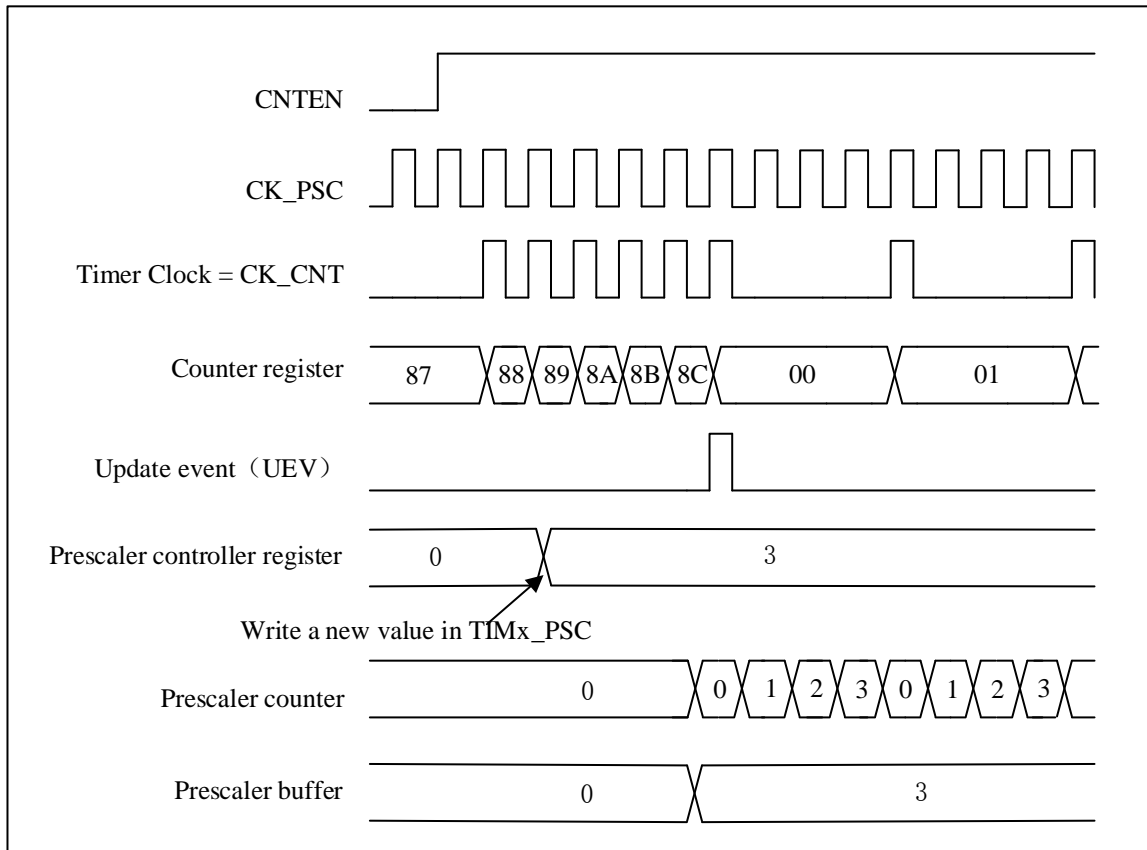 CNTEN
CK_PSC
Timer Clock = CK_CNT
Counter register
87 88 89 8A 8B 8C 00 01
Update event（UEV）
Prescaler controller register
0 3
Write a new value in TIMx_PSC
Prescaler counter
0 0 1 2 3 0 1 2 3
Prescaler buffer
0 3